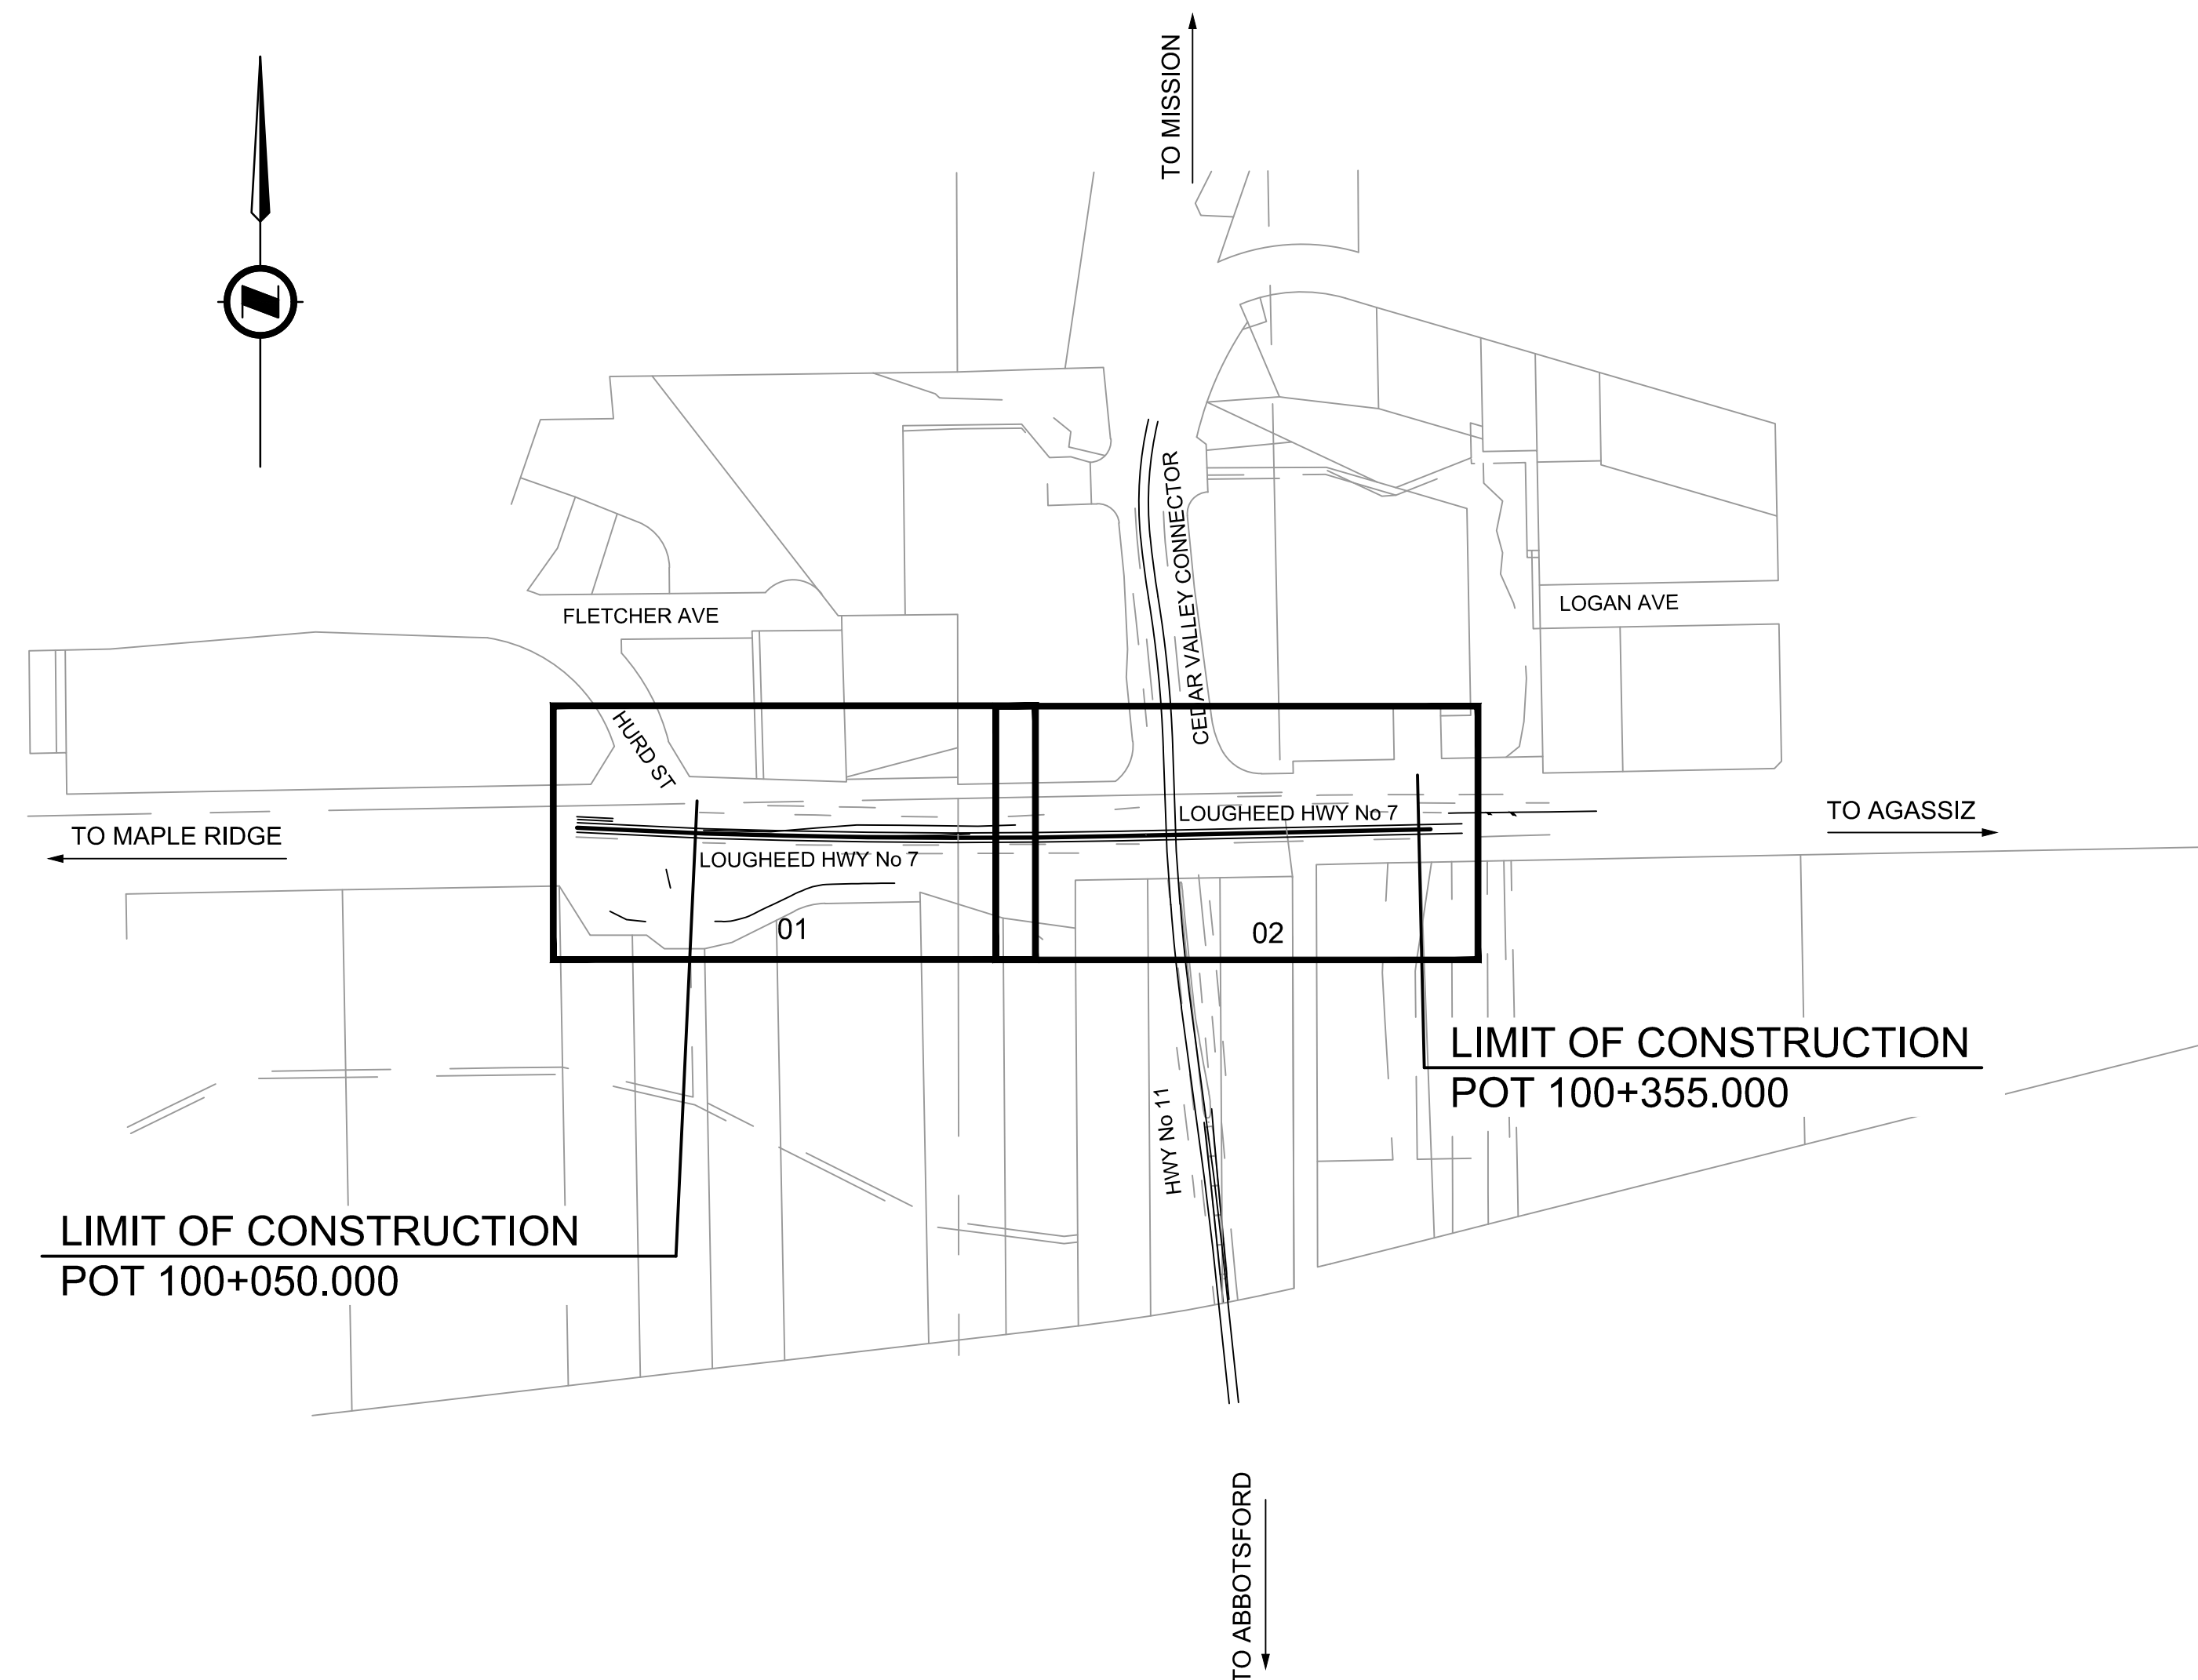 TO MISSION
CEDAR VALLEY CONNECTOR
FLETCHER AVE
LOGAN AVE
HURD ST
TO MAPLE RIDGE
LOUGHEED HWY No 7
LOUGHEED HWY No 7
TO AGASSIZ
01
02
LIMIT OF CONSTRUCTION
POT 100+355.000
HWY No 11
LIMIT OF CONSTRUCTION
POT 100+050.000
TO ABBOTSFORD